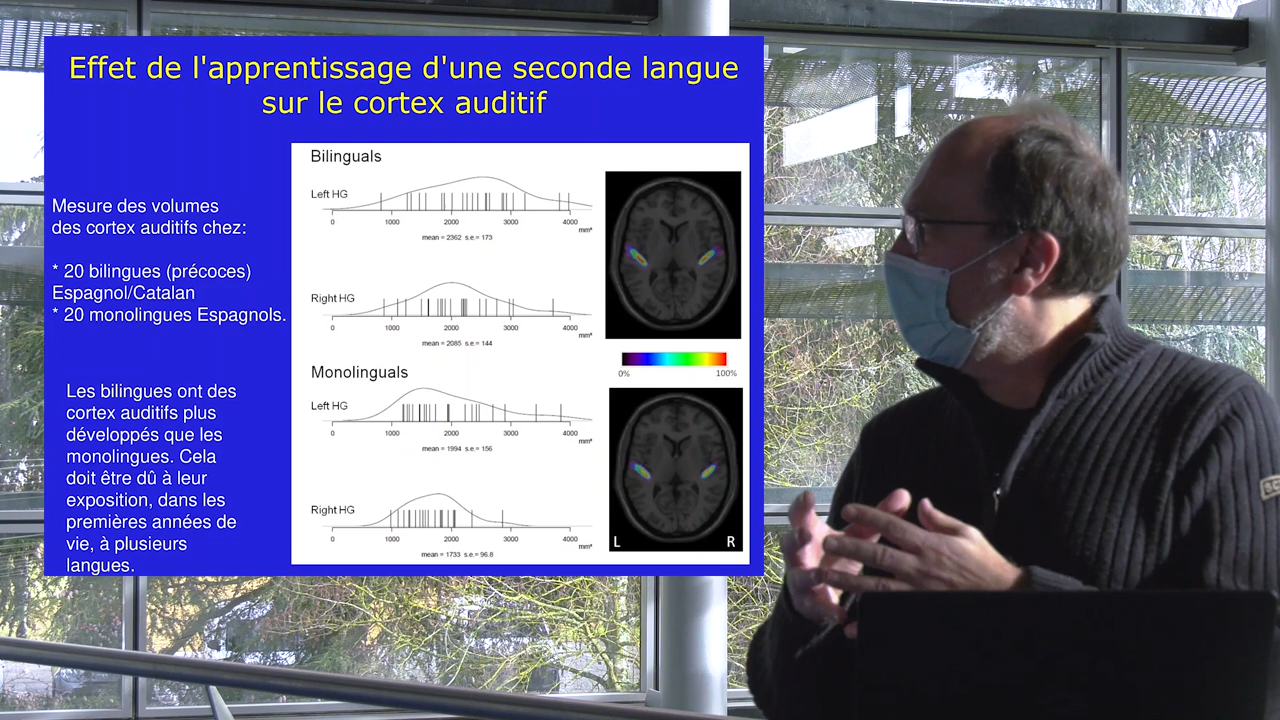 Effet de l'apprentissage d'une seconde langue
sur le cortex auditif
Mesure des volumes
des cortex auditifs chez:
* 20 bilingues (précoces)
Espagnol/Catalan
* 20 monolingues Espagnols.
Les bilingues ont des
cortex auditifs plus
développés que les
monolingues. Cela
doit être dû à leur
exposition, dans les
premières années de
vie, à plusieurs
langues.
Bilinguals
Left HG
0 1000 2000 3000 4000
mm³
mean = 2362 s.e.= 173
Right HG
0 1000 2000 3000 4000
mm³
mean = 2085 s.e.= 144
Monolinguals
Left HG
0 1000 2000 3000 4000
mm³
mean = 1994 s.e.= 156
Right HG
0 1000 2000 3000 4000
mm³
mean = 1733 s.e.= 96.8
0% 100%
L R